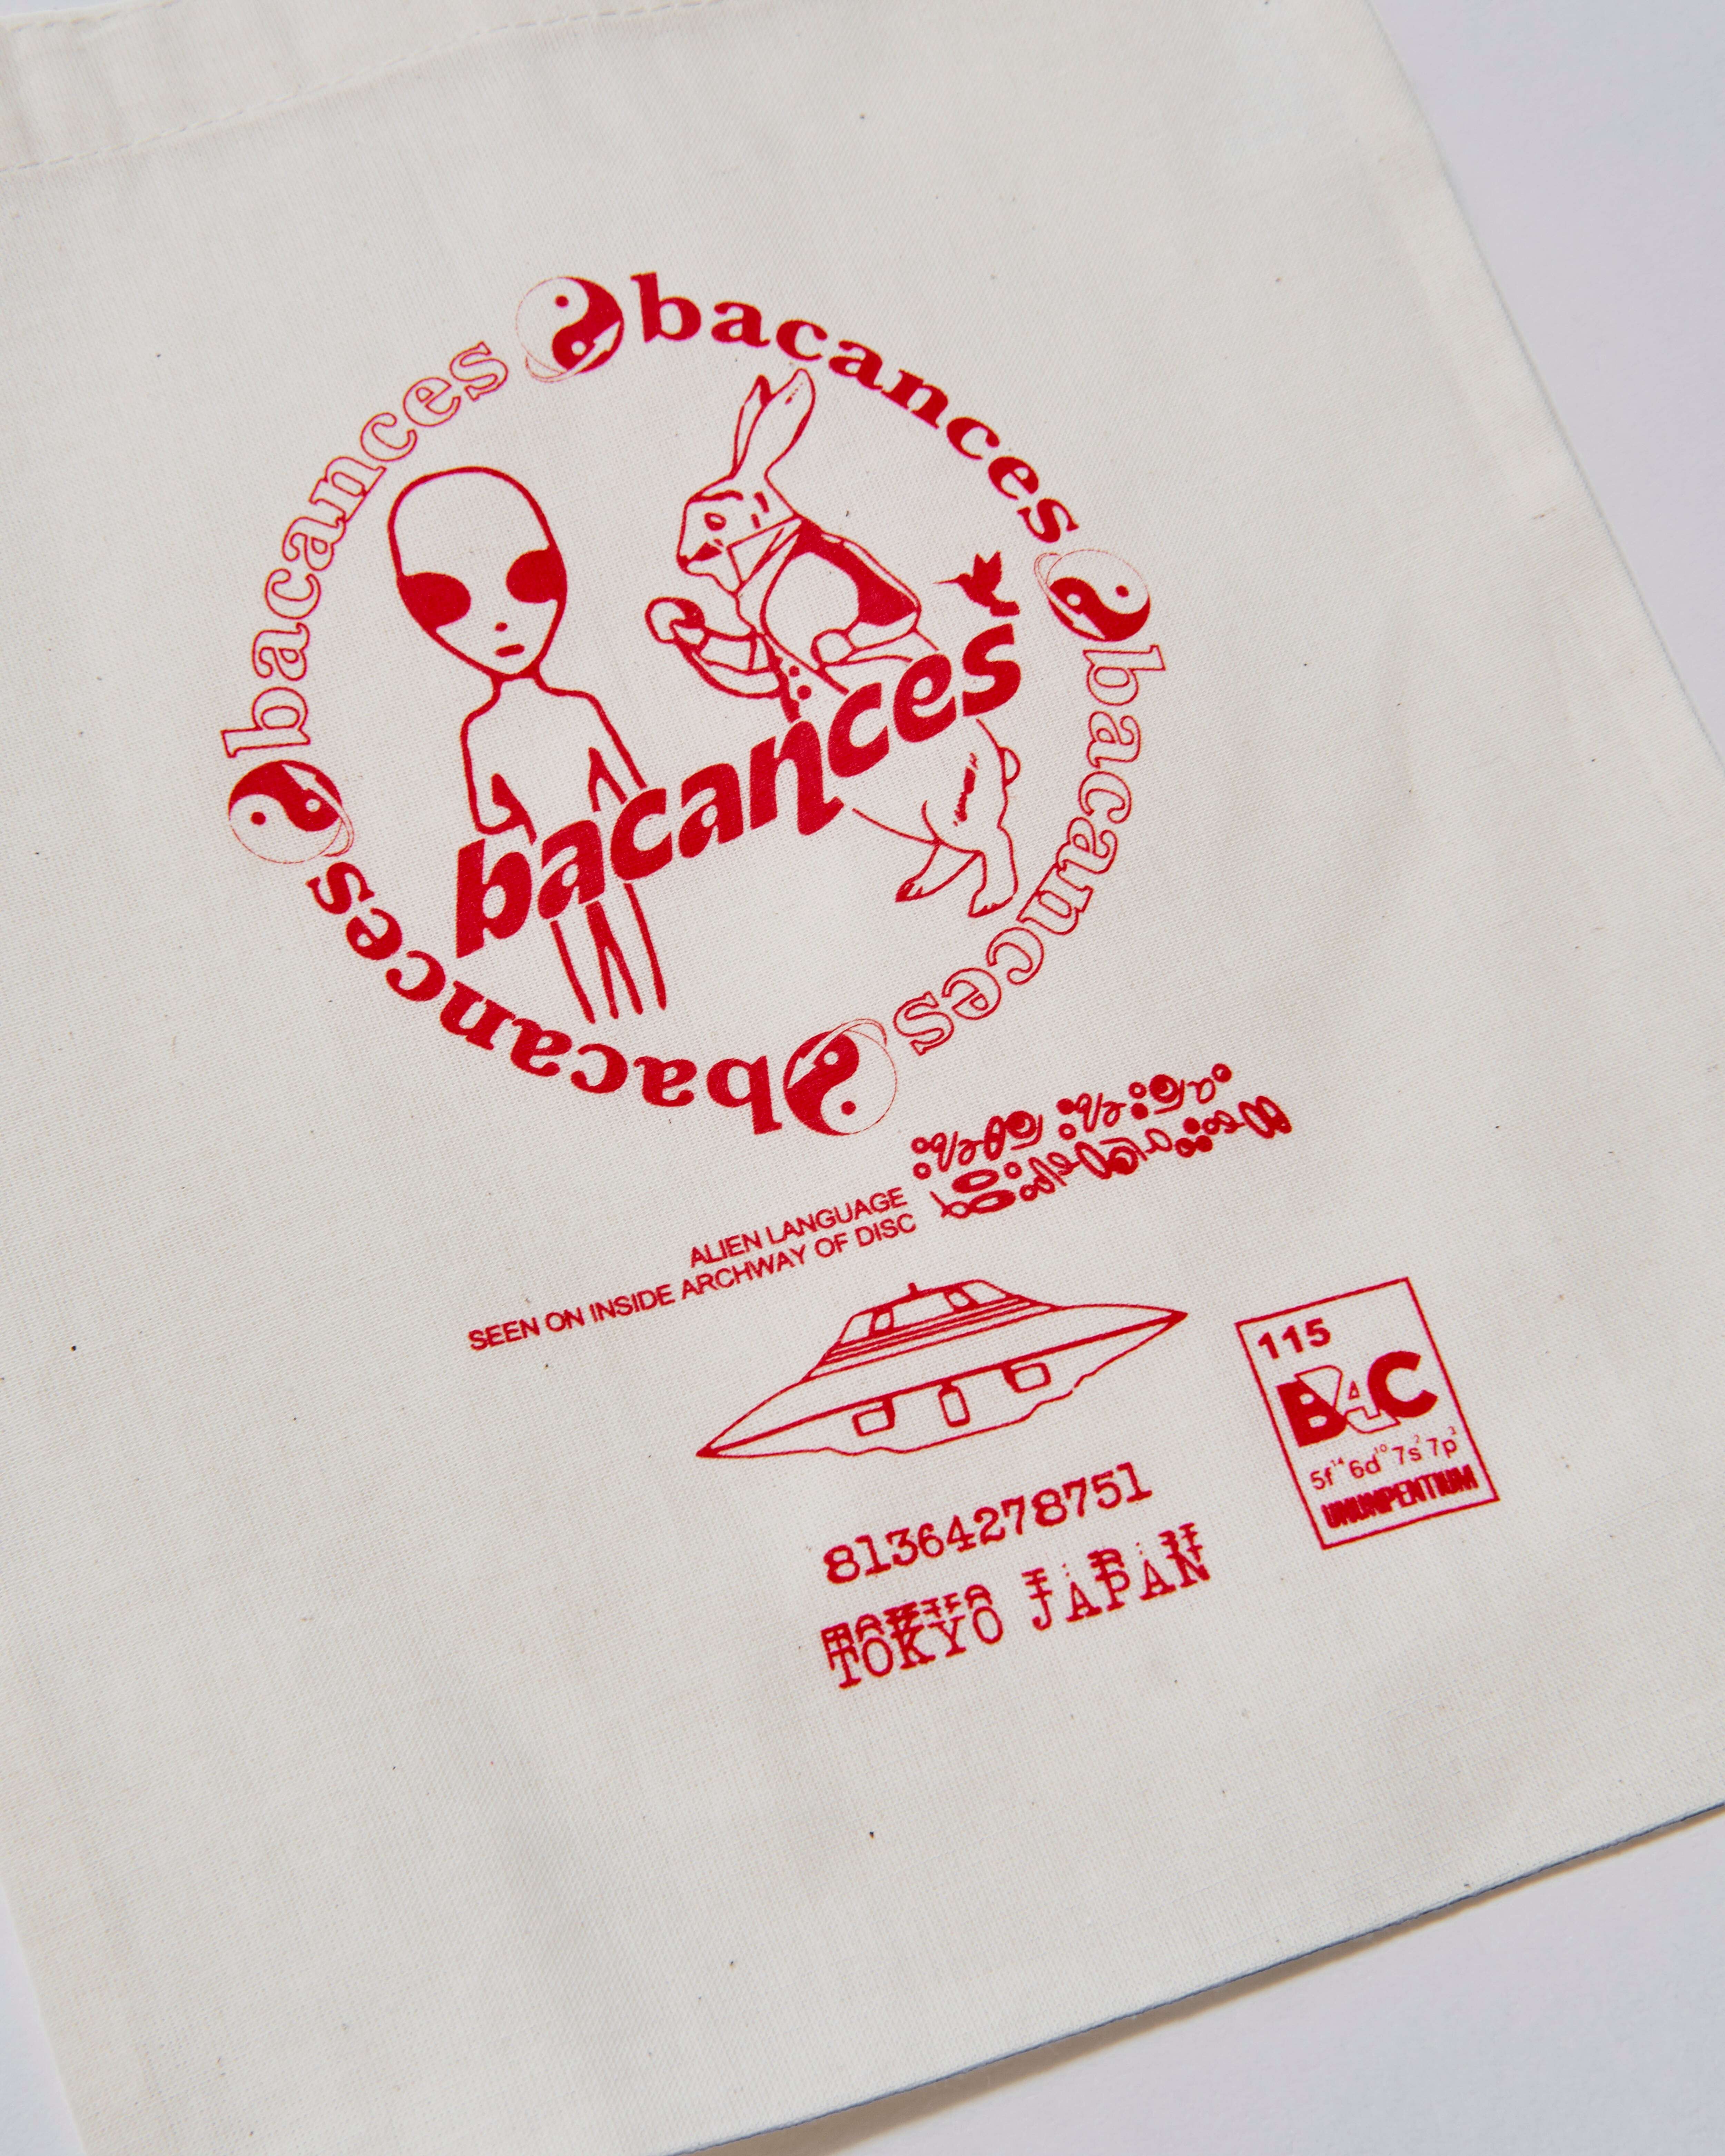 bacances
bacances
bacances
bacances
bacances
ALIEN LANGUAGE
SEEN ON INSIDE ARCHWAY OF DISC
115
BAC
5f¹⁴ 6d¹⁰ 7s² 7p³
UNUNPENTIUM
81364278751
TOKYO JAPAN